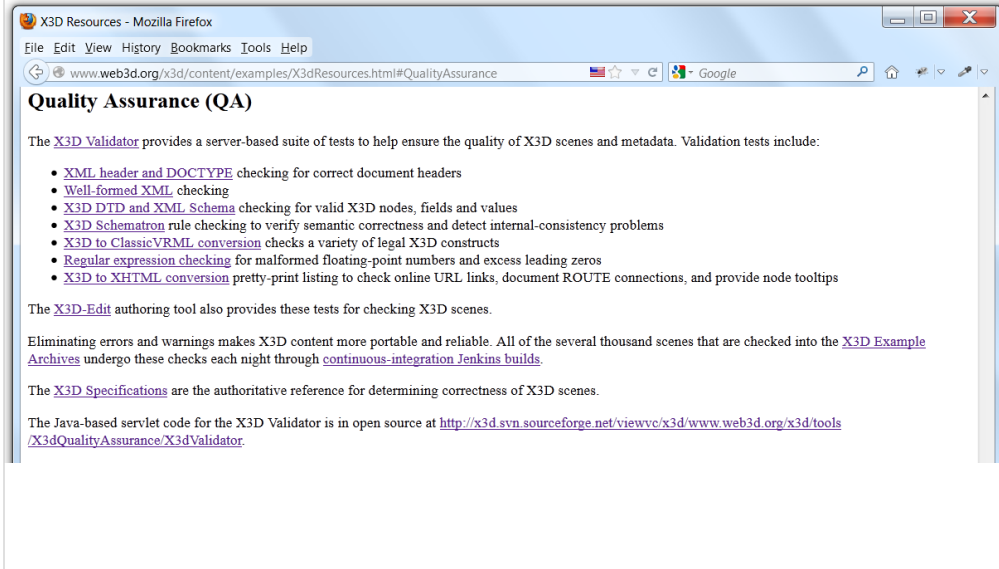 X3D Resources - Mozilla Firefox
File Edit View History Bookmarks Tools Help
www.web3d.org/x3d/content/examples/X3dResources.html#QualityAssurance
Google
Quality Assurance (QA)
The X3D Validator provides a server-based suite of tests to help ensure the quality of X3D scenes and metadata. Validation tests include:
• XML header and DOCTYPE checking for correct document headers
• Well-formed XML checking
• X3D DTD and XML Schema checking for valid X3D nodes, fields and values
• X3D Schematron rule checking to verify semantic correctness and detect internal-consistency problems
• X3D to ClassicVRML conversion checks a variety of legal X3D constructs
• Regular expression checking for malformed floating-point numbers and excess leading zeros
• X3D to XHTML conversion pretty-print listing to check online URL links, document ROUTE connections, and provide node tooltips
The X3D-Edit authoring tool also provides these tests for checking X3D scenes.
Eliminating errors and warnings makes X3D content more portable and reliable. All of the several thousand scenes that are checked into the X3D Example
Archives undergo these checks each night through continuous-integration Jenkins builds.
The X3D Specifications are the authoritative reference for determining correctness of X3D scenes.
The Java-based servlet code for the X3D Validator is in open source at http://x3d.svn.sourceforge.net/viewvc/x3d/www.web3d.org/x3d/tools
/X3dQualityAssurance/X3dValidator.